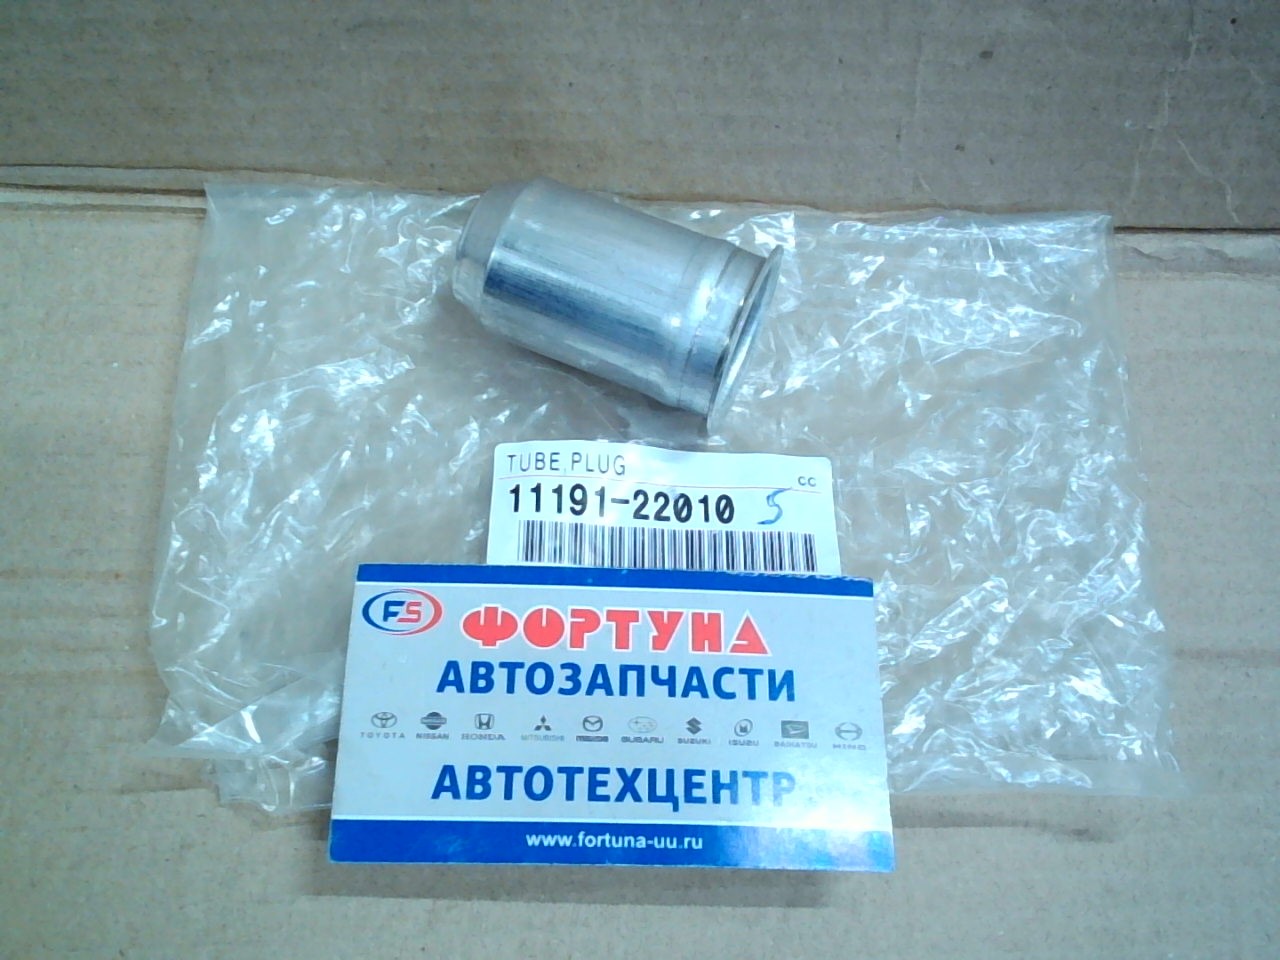 TUBE, PLUG
CC
11191-22010 5
FS ФОРТУНА
АВТОЗАПЧАСТИ
TOYOTA NISSAN HONDA MITSUBISHI MAZDA SUBARU SUZUKI ISUZU DAIHATSU HINO
АВТОТЕХЦЕНТР
www.fortuna-uu.ru